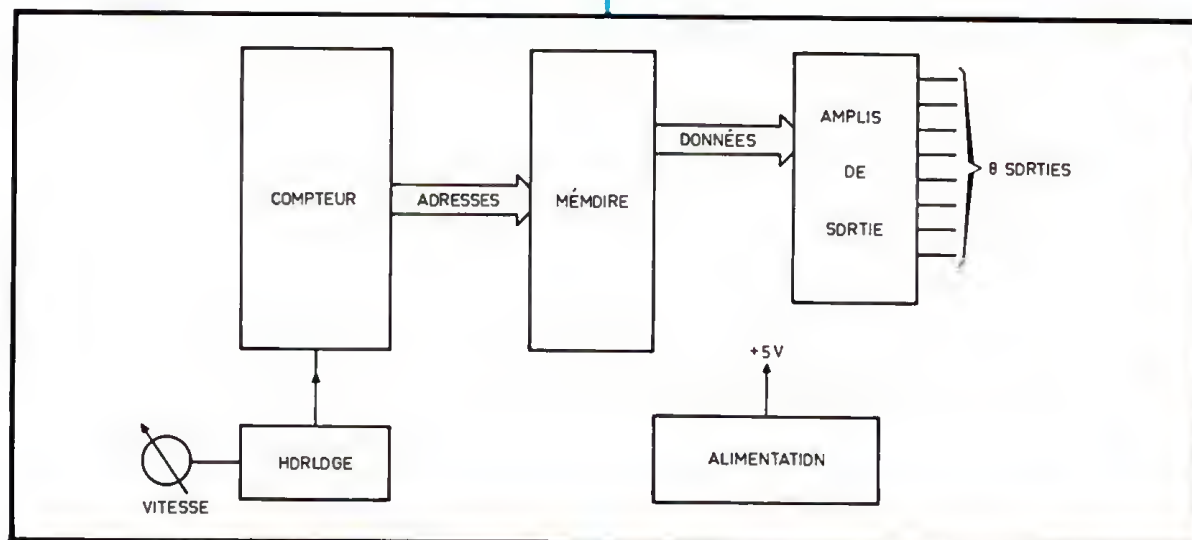 COMPTEUR
ADRESSES
MÉMOIRE
DONNÉES
AMPLIS
DE
SORTIE
8 SORTIES
+5V
HORLOGE
VITESSE
ALIMENTATION